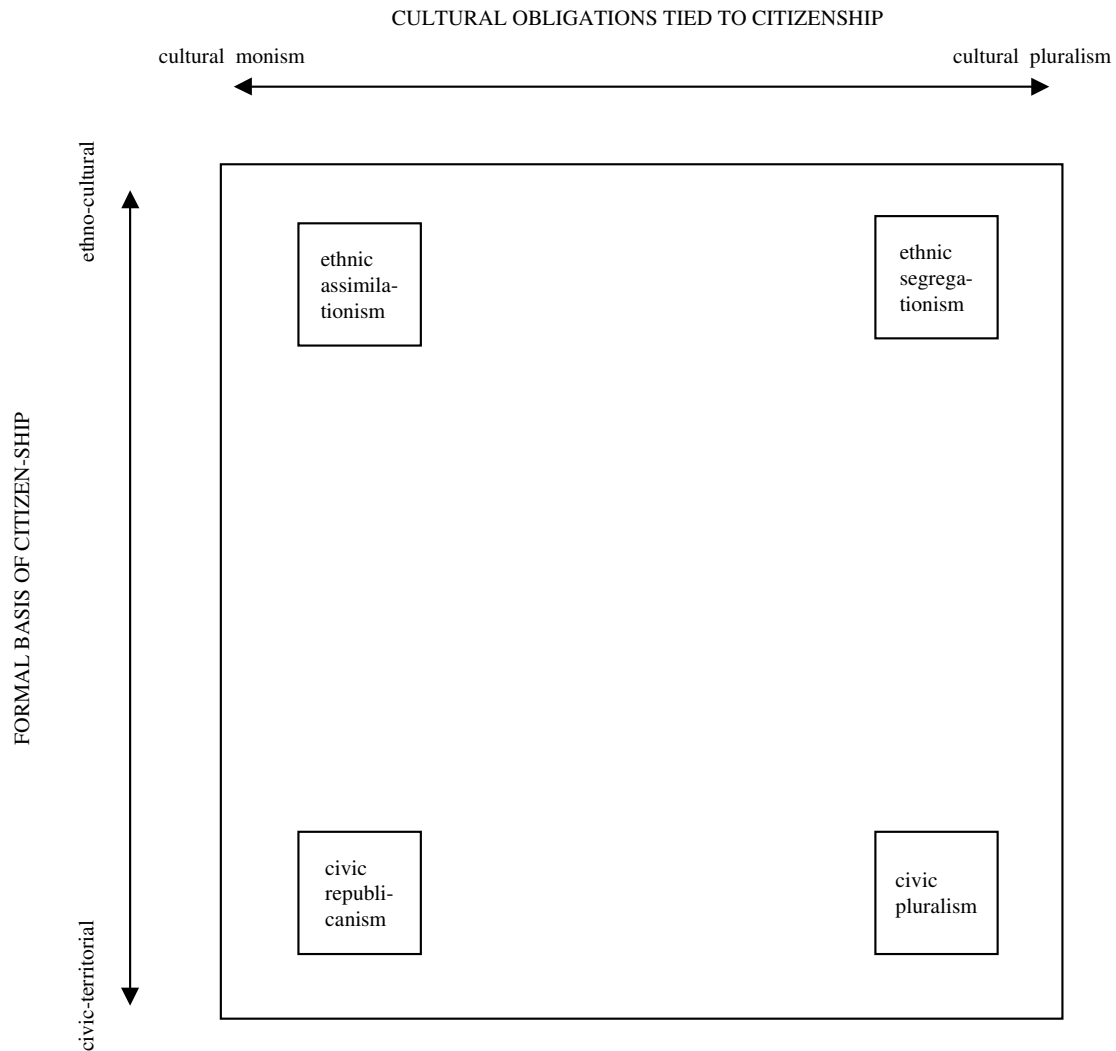 CULTURAL OBLIGATIONS TIED TO CITIZENSHIP
cultural monism
cultural pluralism
ethno-cultural
ethnic
assimila-
tionism
ethnic
segrega-
tionism
FORMAL BASIS OF CITIZEN-SHIP
civic
republi-
canism
civic
pluralism
civic-territorial